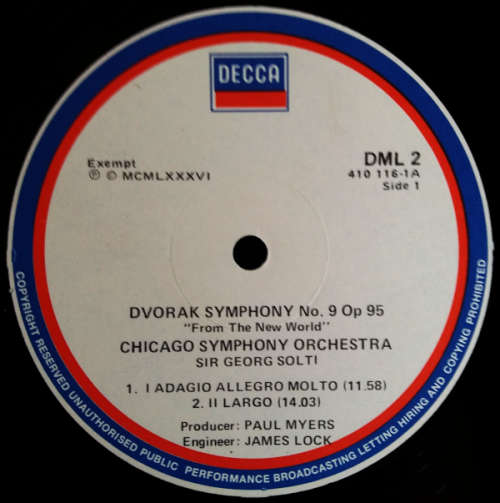 DECCA
Exempt
℗ © MCMLXXXVI
DML 2
410 116-1A
Side 1
DVORAK SYMPHONY No. 9 Op 95
"From The New World"
CHICAGO SYMPHONY ORCHESTRA
SIR GEORG SOLTI
1. I ADAGIO ALLEGRO MOLTO (11.58)
2. II LARGO (14.03)
Producer: PAUL MYERS
Engineer: JAMES LOCK
COPYRIGHT RESERVED UNAUTHORISED PUBLIC PERFORMANCE BROADCASTING LETTING HIRING AND COPYING PROHIBITED